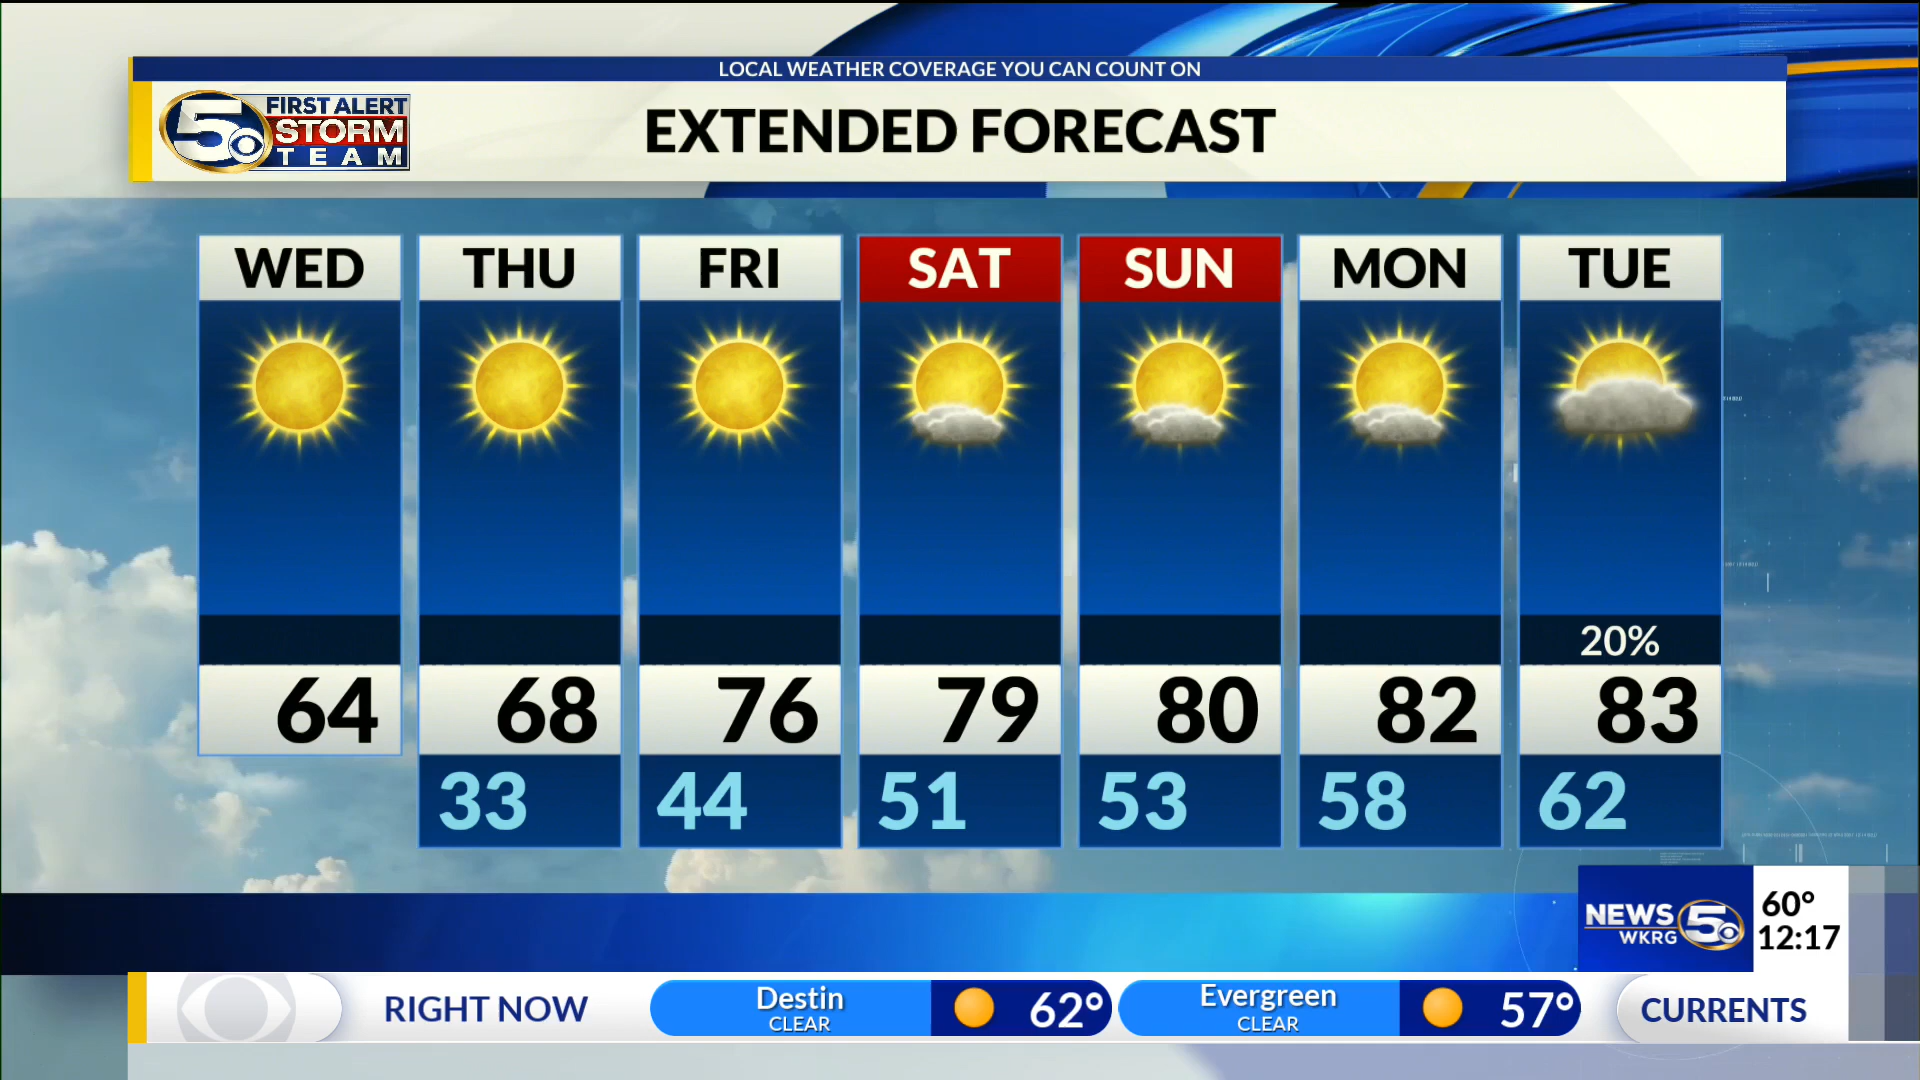 LOCAL WEATHER COVERAGE YOU CAN COUNT ON
5 FIRST ALERT
STORM
TEAM
EXTENDED FORECAST
WED THU FRI SAT SUN MON TUE
20%
64 68 76 79 80 82 83
33 44 51 53 58 62
NEWS 5
WKRG
60°
12:17
RIGHT NOW
Destin
CLEAR
62°
Evergreen
CLEAR
57°
CURRENTS